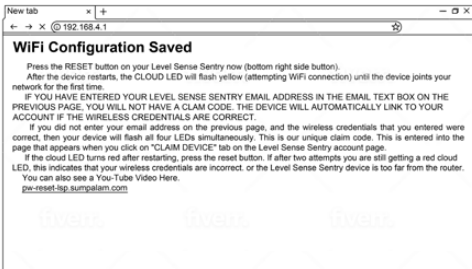 New tab
192.168.4.1
WiFi Configuration Saved
Press the RESET button on your Level Sense Sentry now (bottom right side button).
After the device restarts, the CLOUD LED will flash yellow (attempting WiFi connection) until the device joints your
network for the first time.
IF YOU HAVE ENTERED YOUR LEVEL SENSE SENTRY EMAIL ADDRESS IN THE EMAIL TEXT BOX ON THE
PREVIOUS PAGE, YOU WILL NOT HAVE A CLAM CODE. THE DEVICE WILL AUTOMATICALLY LINK TO YOUR
ACCOUNT IF THE WIRELESS CREDENTIALS ARE CORRECT.
If you did not enter your email address on the previous page, and the wireless credentials that you entered were
correct, then your device will flash all four LEDs simultaneously. This is our unique claim code. This is entered into the
page that appears when you click on "CLAIM DEVICE" tab on the Level Sense Sentry account page.
If the cloud LED turns red after restarting, press the reset button. If after two attempts you are still getting a red cloud
LED, this indicates that your wireless credentials are incorrect. or the Level Sense Sentry device is too far from the router.
You can also see a You-Tube Video Here.
pw-reset-lsp.sumpalam.com
fiverr. fiverr. fiverr.